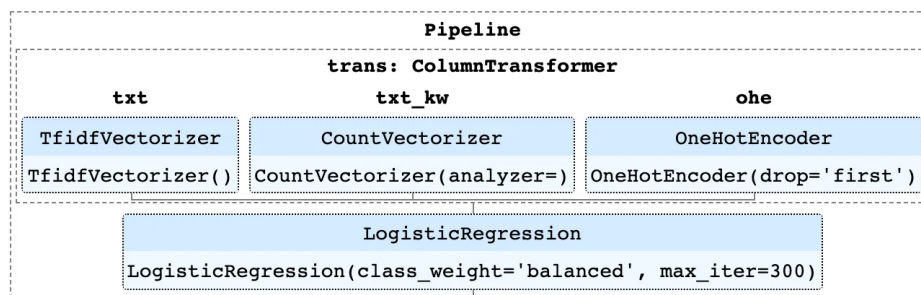 Pipeline
trans: ColumnTransformer
txt txt_kw ohe
TfidfVectorizer CountVectorizer OneHotEncoder
TfidfVectorizer() CountVectorizer(analyzer=) OneHotEncoder(drop='first')
LogisticRegression
LogisticRegression(class_weight='balanced', max_iter=300)